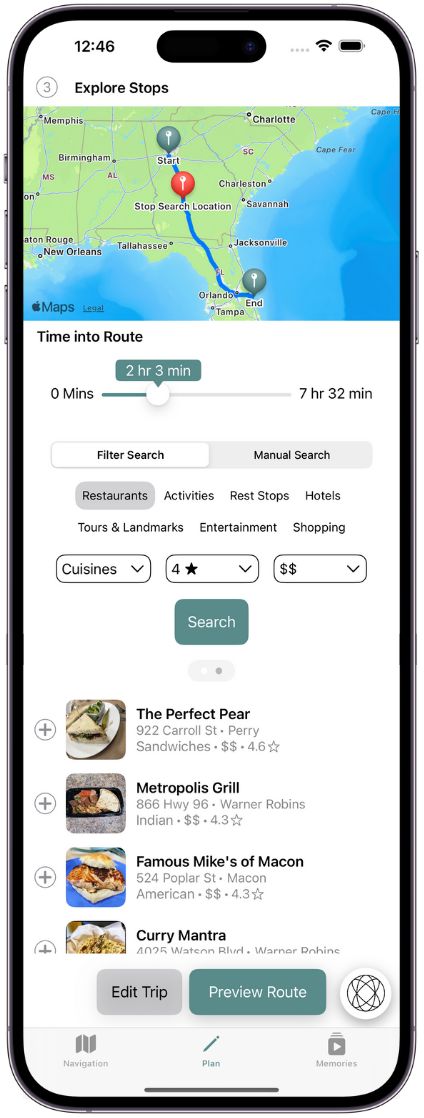 12:46
3 Explore Stops
Memphis
Charlotte
Cape F
Birmingham
Start
SC
Cape Fear
MS
AL
Charleston
Stop Search Location
Savannah
aton Rouge
Tallahassee
Jacksonville
New Orleans
FL
Orlando
End
Tampa
Maps Legal
Time into Route
2 hr 3 min
0 Mins
7 hr 32 min
Filter Search
Manual Search
Restaurants Activities Rest Stops Hotels
Tours & Landmarks Entertainment Shopping
Cuisines 4 ★ $$
Search
The Perfect Pear
922 Carroll St • Perry
Sandwiches • $$ • 4.6☆
Metropolis Grill
866 Hwy 96 • Warner Robins
Indian • $$ • 4.3☆
Famous Mike's of Macon
524 Poplar St • Macon
American • $$ • 4.3☆
Curry Mantra
4025 Watson Blvd • Warner Robins
Edit Trip Preview Route
Navigation Plan Memories